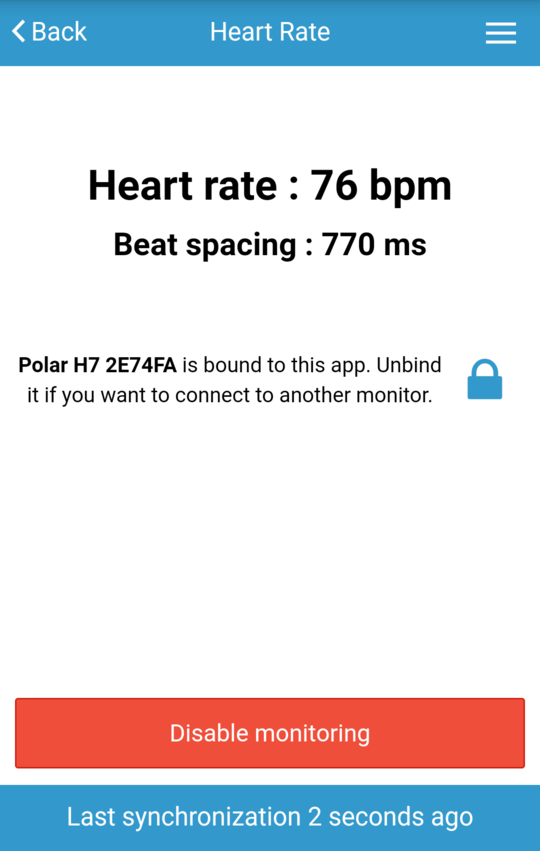 Back
Heart Rate
Heart rate : 76 bpm
Beat spacing : 770 ms
Polar H7 2E74FA is bound to this app. Unbind
it if you want to connect to another monitor.
Disable monitoring
Last synchronization 2 seconds ago